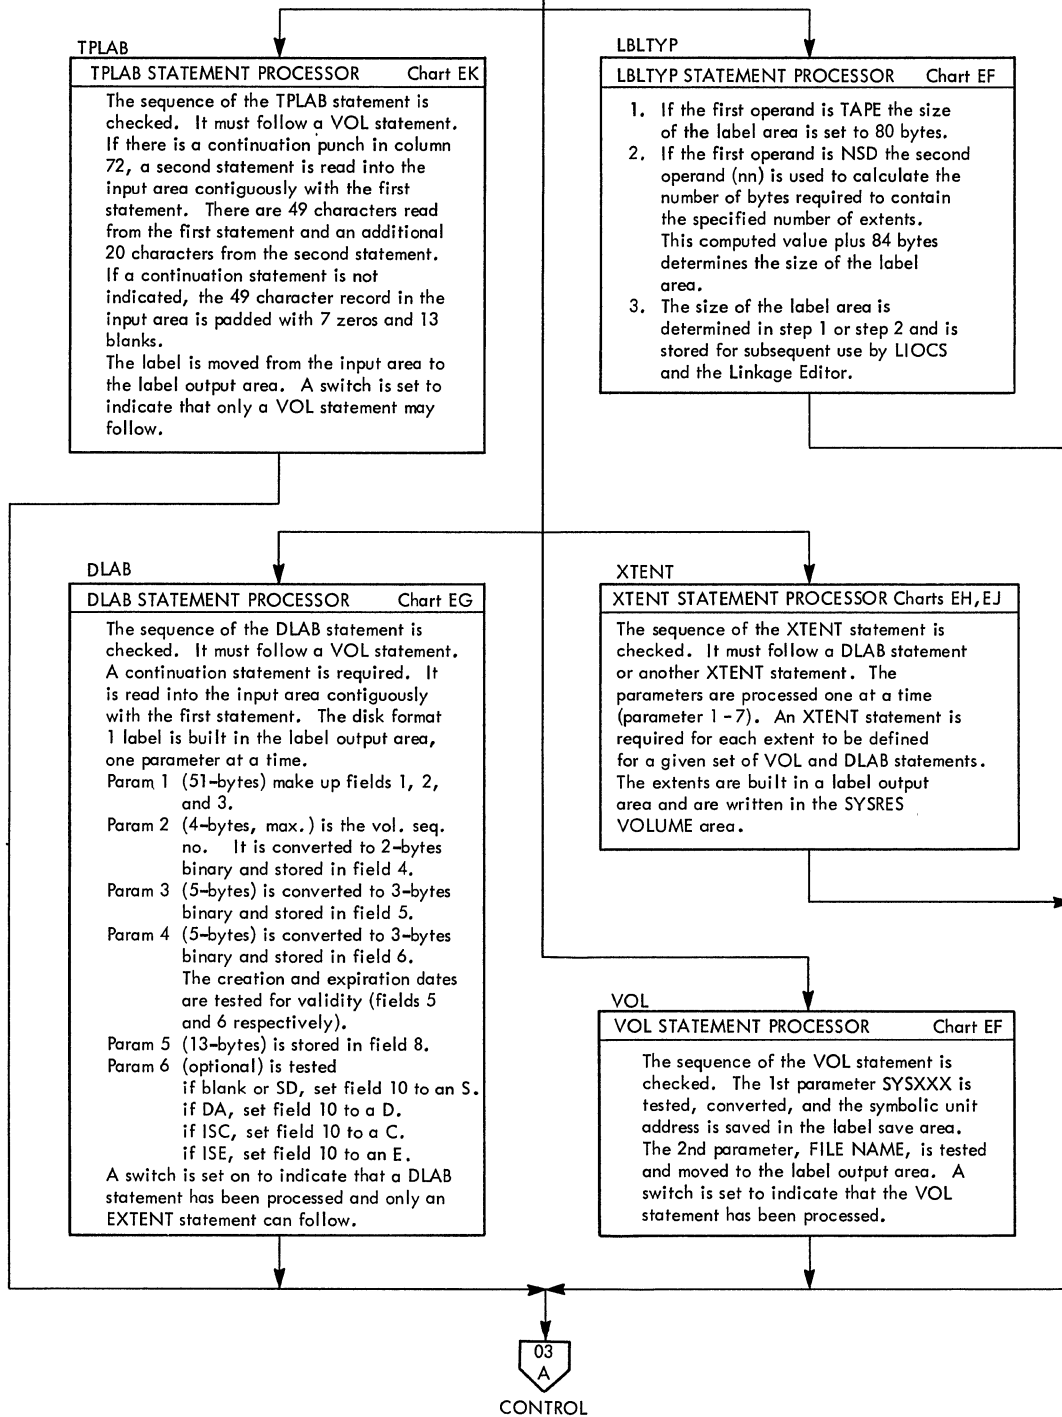 TPLAB
TPLAB STATEMENT PROCESSOR Chart EK
The sequence of the TPLAB statement is
checked. It must follow a VOL statement.
If there is a continuation punch in column
72, a second statement is read into the
input area contiguously with the first
statement. There are 49 characters read
from the first statement and an additional
20 characters from the second statement.
If a continuation statement is not
indicated, the 49 character record in the
input area is padded with 7 zeros and 13
blanks.
The label is moved from the input area to
the label output area. A switch is set to
indicate that only a VOL statement may
follow.
LBLTYP
LBLTYP STATEMENT PROCESSOR Chart EF
1. If the first operand is TAPE the size
of the label area is set to 80 bytes.
2. If the first operand is NSD the second
operand (nn) is used to calculate the
number of bytes required to contain
the specified number of extents.
This computed value plus 84 bytes
determines the size of the label
area.
3. The size of the label area is
determined in step 1 or step 2 and is
stored for subsequent use by LIOCS
and the Linkage Editor.
DLAB
DLAB STATEMENT PROCESSOR Chart EG
The sequence of the DLAB statement is
checked. It must follow a VOL statement.
A continuation statement is required. It
is read into the input area contiguously
with the first statement. The disk format
1 label is built in the label output area,
one parameter at a time.
Param 1 (51-bytes) make up fields 1, 2,
and 3.
Param 2 (4-bytes, max.) is the vol. seq.
no. It is converted to 2-bytes
binary and stored in field 4.
Param 3 (5-bytes) is converted to 3-bytes
binary and stored in field 5.
Param 4 (5-bytes) is converted to 3-bytes
binary and stored in field 6.
The creation and expiration dates
are tested for validity (fields 5
and 6 respectively).
Param 5 (13-bytes) is stored in field 8.
Param 6 (optional) is tested
if blank or SD, set field 10 to an S.
if DA, set field 10 to a D.
if ISC, set field 10 to a C.
if ISE, set field 10 to an E.
A switch is set on to indicate that a DLAB
statement has been processed and only an
EXTENT statement can follow.
XTENT
XTENT STATEMENT PROCESSOR Charts EH, EJ
The sequence of the XTENT statement is
checked. It must follow a DLAB statement
or another XTENT statement. The
parameters are processed one at a time
(parameter 1 - 7). An XTENT statement is
required for each extent to be defined
for a given set of VOL and DLAB statements.
The extents are built in a label output
area and are written in the SYSRES
VOLUME area.
VOL
VOL STATEMENT PROCESSOR Chart EF
The sequence of the VOL statement is
checked. The 1st parameter SYSXXX is
tested, converted, and the symbolic unit
address is saved in the label save area.
The 2nd parameter, FILE NAME, is tested
and moved to the label output area. A
switch is set to indicate that the VOL
statement has been processed.
03
A
CONTROL